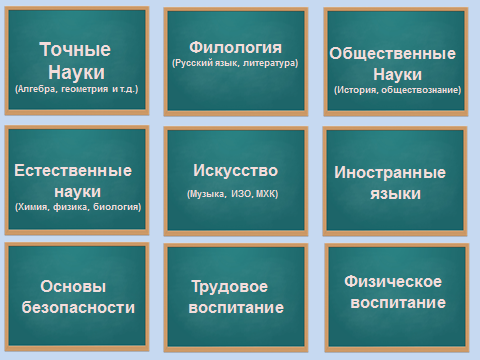 Точные
Науки
(Алгебра, геометрия и т.д.)
Филология
(Русский язык, литература)
Общественные
Науки
(История, обществознание)
Естественные
науки
(Химия, физика, биология)
Искусство
(Музыка, ИЗО, МХК)
Иностранные
языки
Основы
безопасности
Трудовое
воспитание
Физическое
воспитание